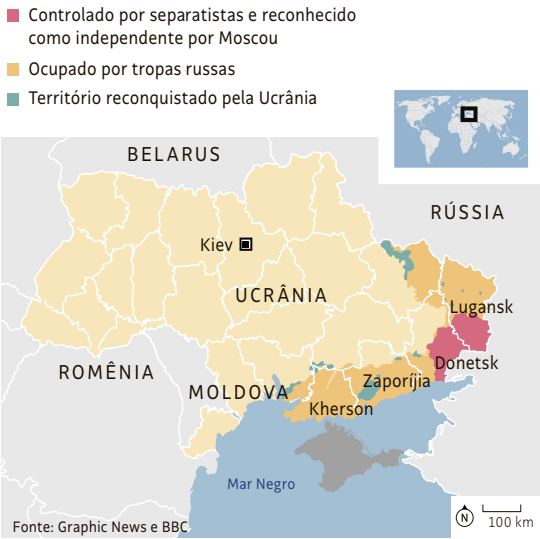 Controlado por separatistas e reconhecido
como independente por Moscou
Ocupado por tropas russas
Território reconquistado pela Ucrânia
BELARUS
RÚSSIA
Kiev
UCRÂNIA
Lugansk
ROMÊNIA
Donetsk
MOLDOVA
Zaporíjia
Kherson
Mar Negro
Fonte: Graphic News e BBC
N
100 km